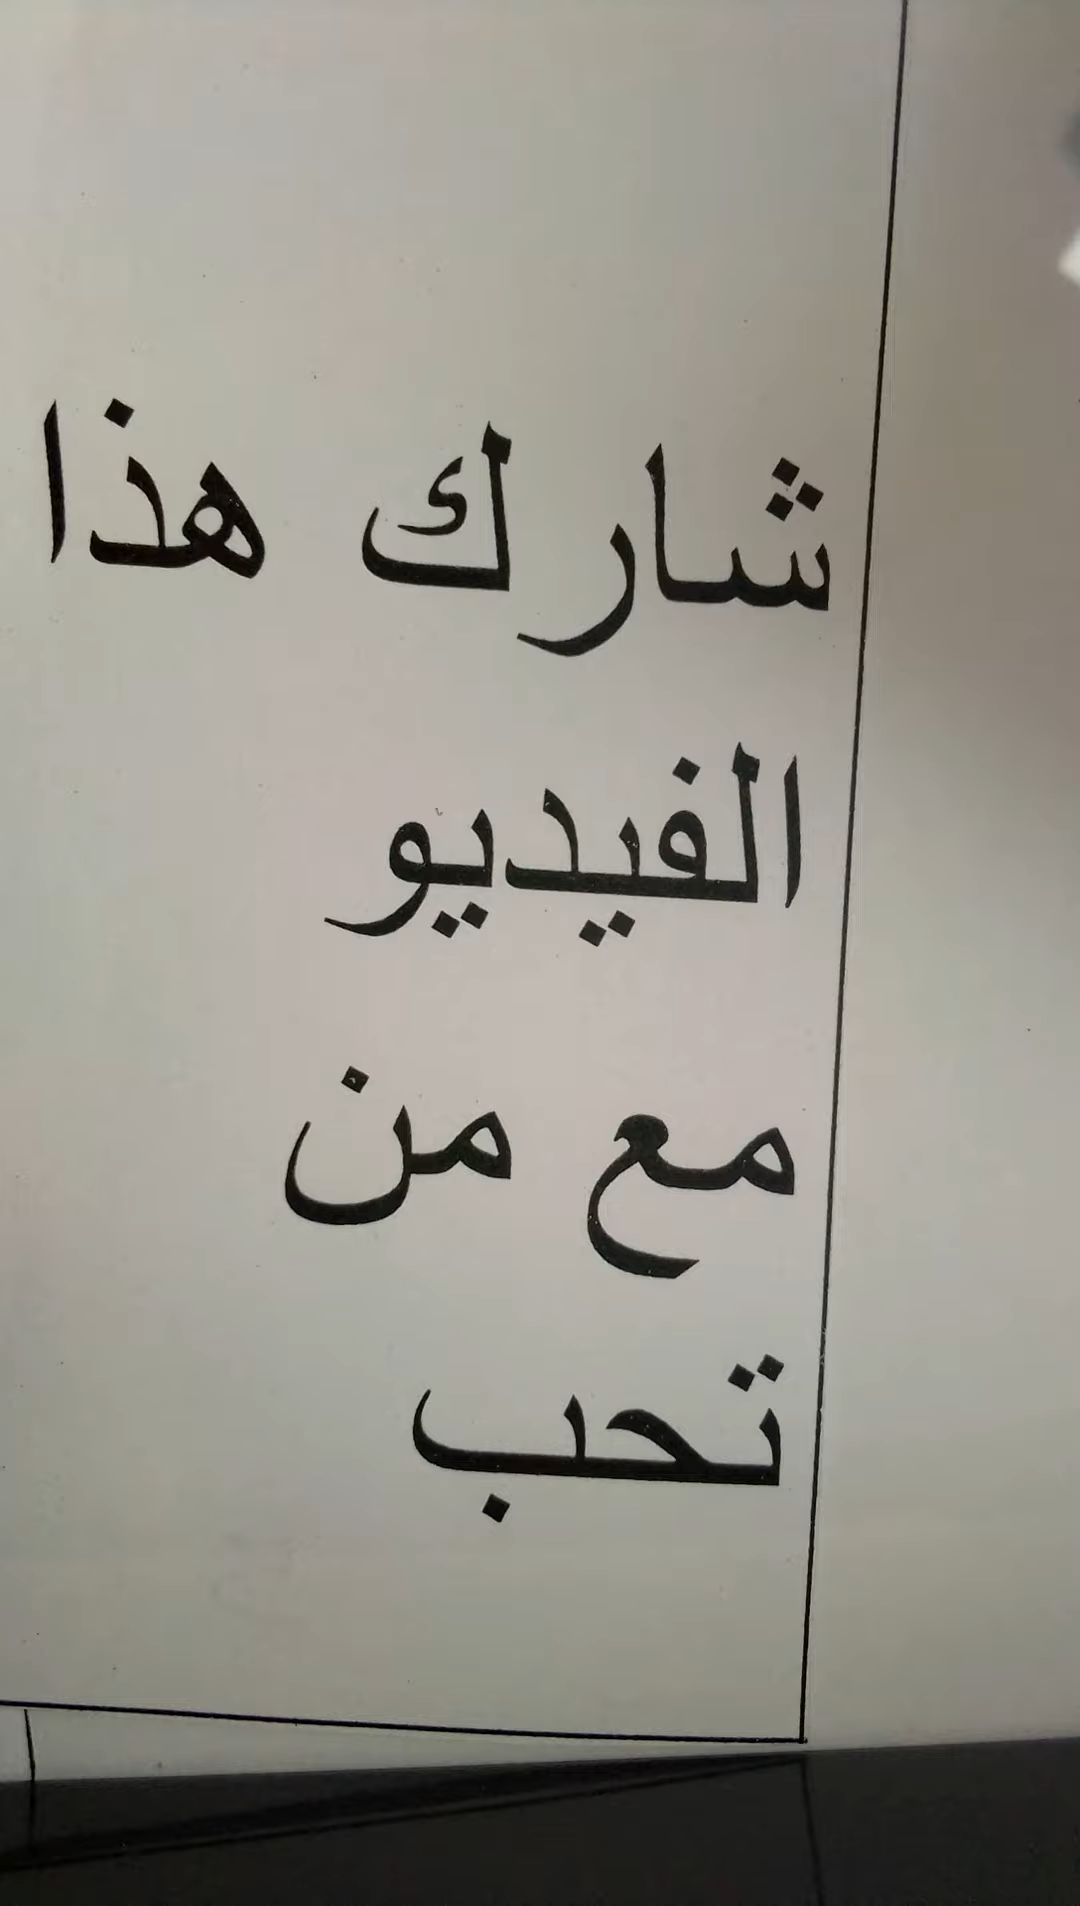 شارك هذا
الفيديو
مع من
تحب